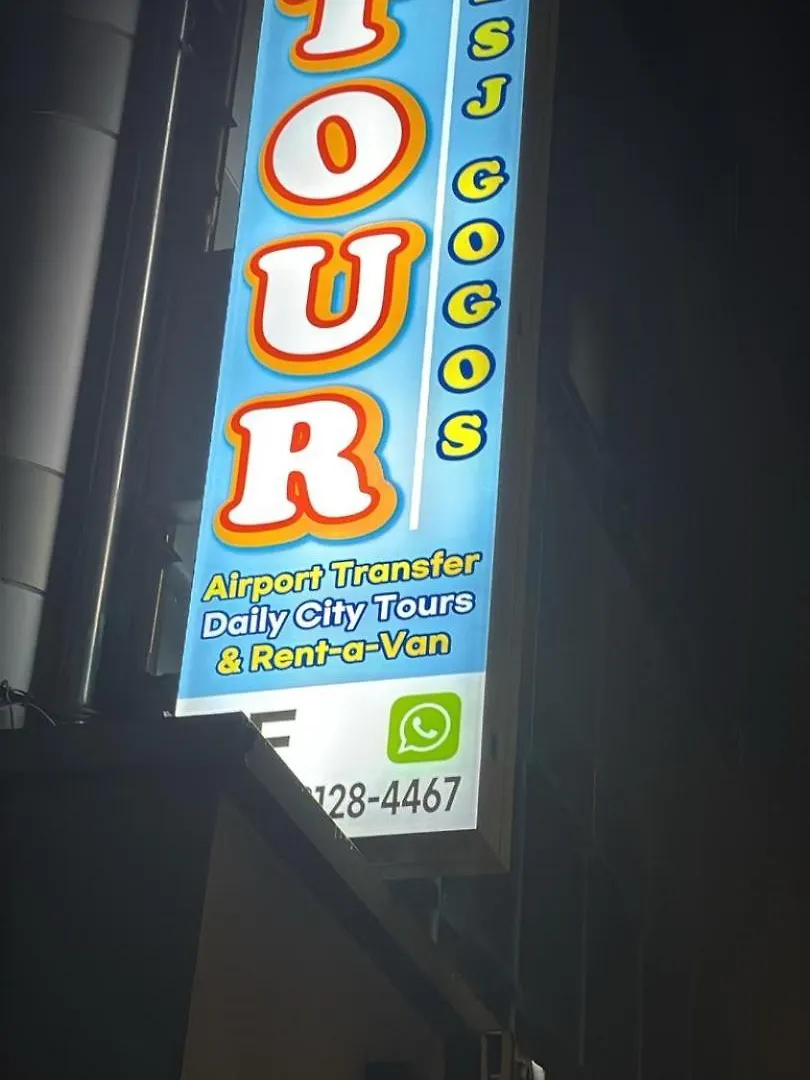 TOUR
SJ GOGOS
Airport Transfer
Daily City Tours
& Rent-a-Van
128-4467